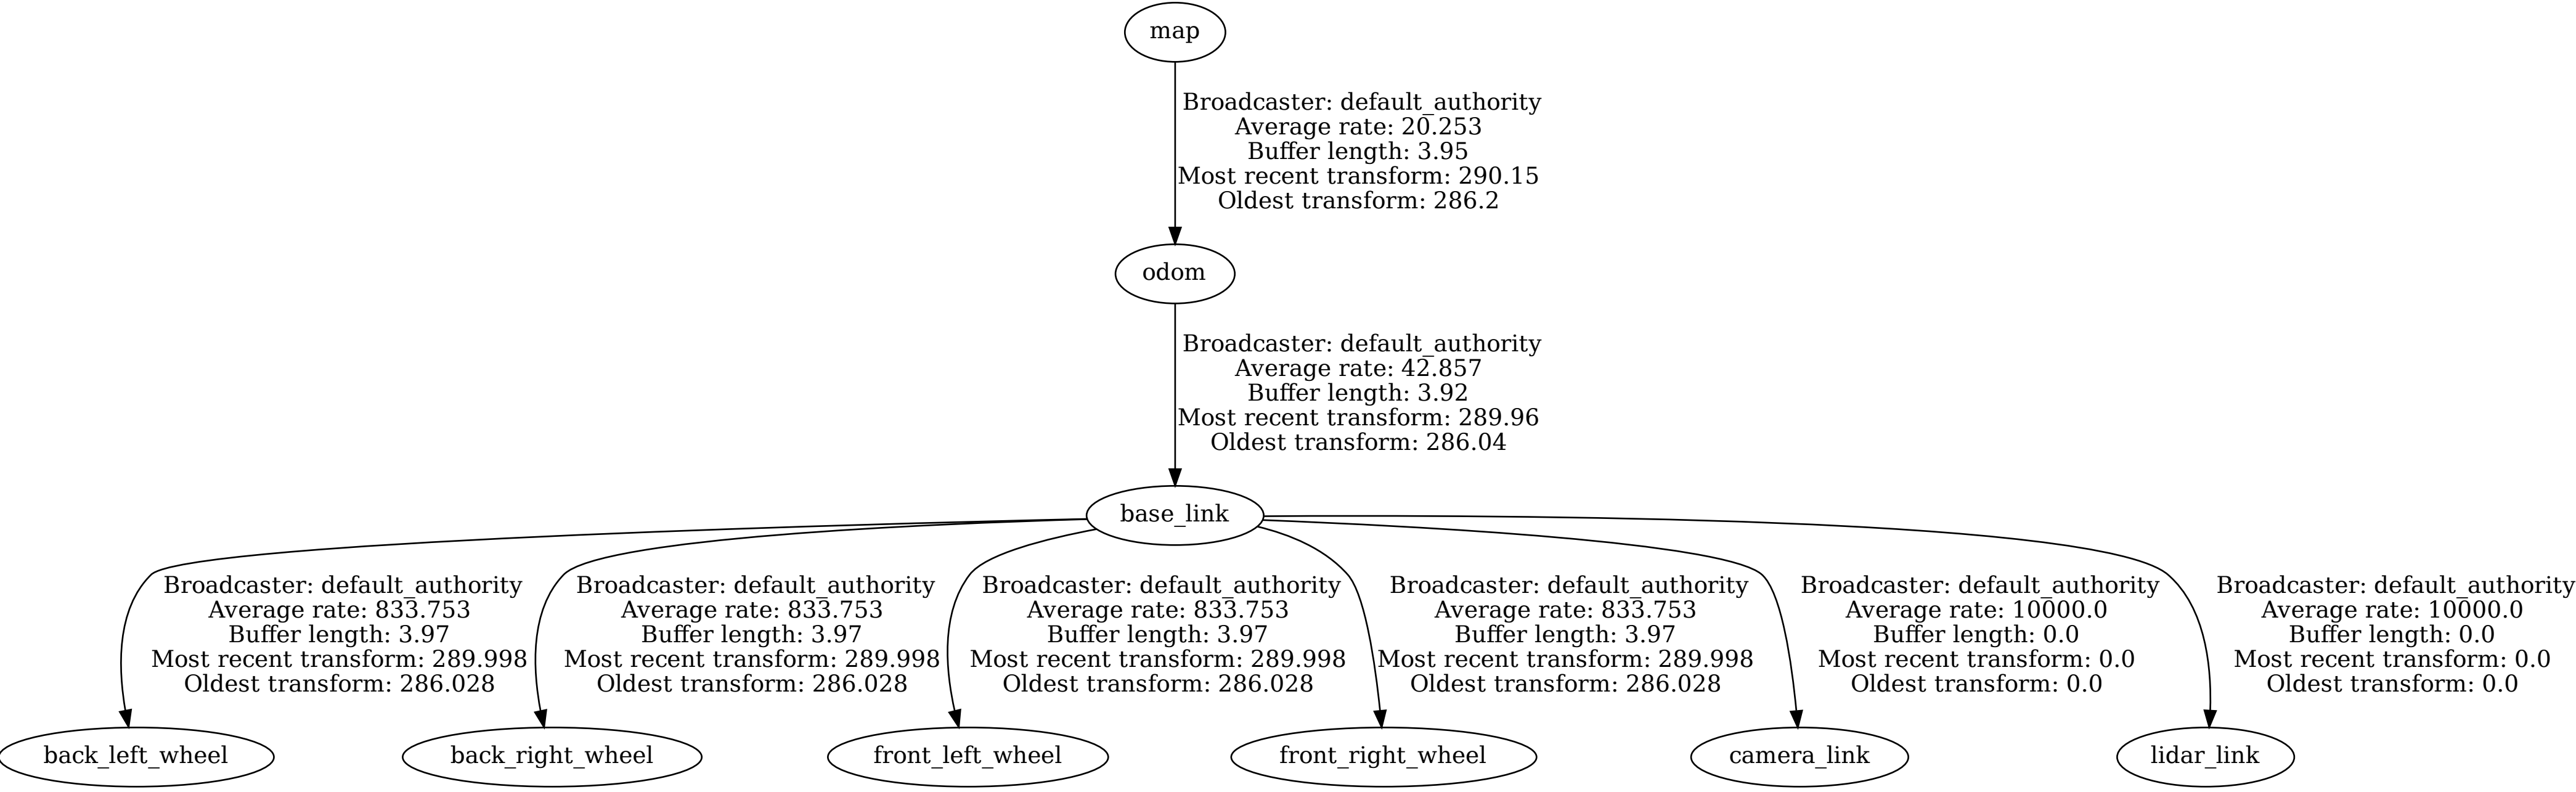 map
Broadcaster: default_authority
Average rate: 20.253
Buffer length: 3.95
Most recent transform: 290.15
Oldest transform: 286.2
odom
Broadcaster: default_authority
Average rate: 42.857
Buffer length: 3.92
Most recent transform: 289.96
Oldest transform: 286.04
base_link
Broadcaster: default_authority
Average rate: 833.753
Buffer length: 3.97
Most recent transform: 289.998
Oldest transform: 286.028
Broadcaster: default_authority
Average rate: 833.753
Buffer length: 3.97
Most recent transform: 289.998
Oldest transform: 286.028
Broadcaster: default_authority
Average rate: 833.753
Buffer length: 3.97
Most recent transform: 289.998
Oldest transform: 286.028
Broadcaster: default_authority
Average rate: 833.753
Buffer length: 3.97
Most recent transform: 289.998
Oldest transform: 286.028
Broadcaster: default_authority
Average rate: 10000.0
Buffer length: 0.0
Most recent transform: 0.0
Oldest transform: 0.0
Broadcaster: default_authority
Average rate: 10000.0
Buffer length: 0.0
Most recent transform: 0.0
Oldest transform: 0.0
back_left_wheel
back_right_wheel
front_left_wheel
front_right_wheel
camera_link
lidar_link